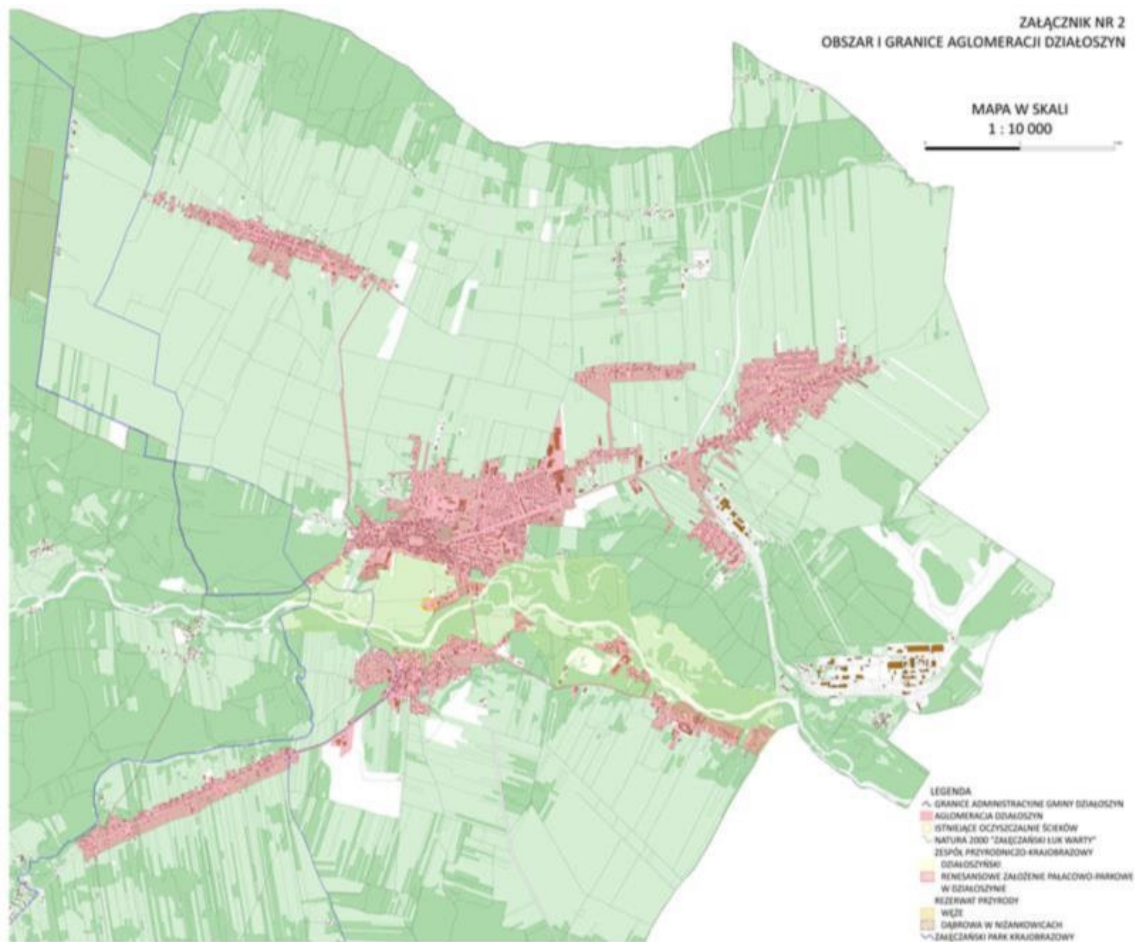 ZAŁĄCZNIK NR 2
OBSZAR I GRANICE AGLOMERACJI DZIAŁOSZYN
MAPA W SKALI
1 : 10 000
LEGENDA
GRANICE ADMINISTRACYJNE GMINY DZIAŁOSZYN
AGLOMERACJA DZIAŁOSZYN
ISTNIEJĄCE OCZYSZCZALNIE ŚCIEKÓW
NATURA 2000 "ZAŁĘCZAŃSKI ŁUK WARTY"
ZESPÓŁ PRZYRODNICZO-KRAJOBRAZOWY
DZIAŁOSZYŃSKI
RENESANSOWE ZAŁOŻENIE PAŁACOWO-PARKOWE
W DZIAŁOSZYNIE
REZERWAT PRZYRODY
WĘŻE
DĄBROWA W NIŻANKOWICACH
ZAŁĘCZAŃSKI PARK KRAJOBRAZOWY